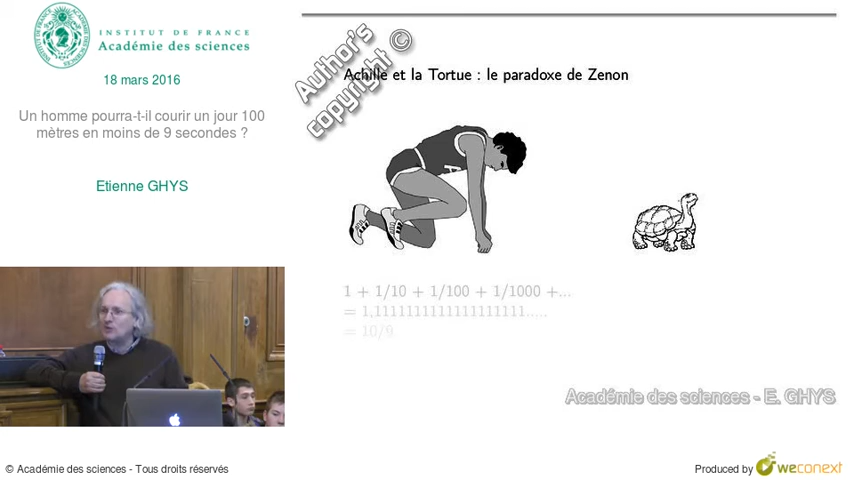 INSTITUT DE FRANCE
Académie des sciences
18 mars 2016
Un homme pourra-t-il courir un jour 100
mètres en moins de 9 secondes ?
Etienne GHYS
Author's
copyright ©
Achille et la Tortue : le paradoxe de Zenon
A
1 + 1/10 + 1/100 + 1/1000 +...
= 1,1111111111111111111.....
= 10/9
Académie des sciences - E. GHYS
© Académie des sciences - Tous droits réservés
Produced by weconext